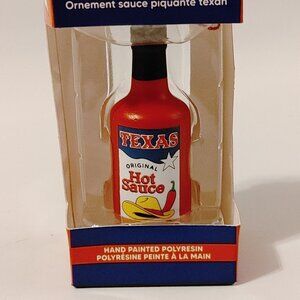 Ornement sauce piquante texan
TEXAS
ORIGINAL
Hot
Sauce
HAND PAINTED POLYRESIN
POLYRÉSINE PEINTE À LA MAIN